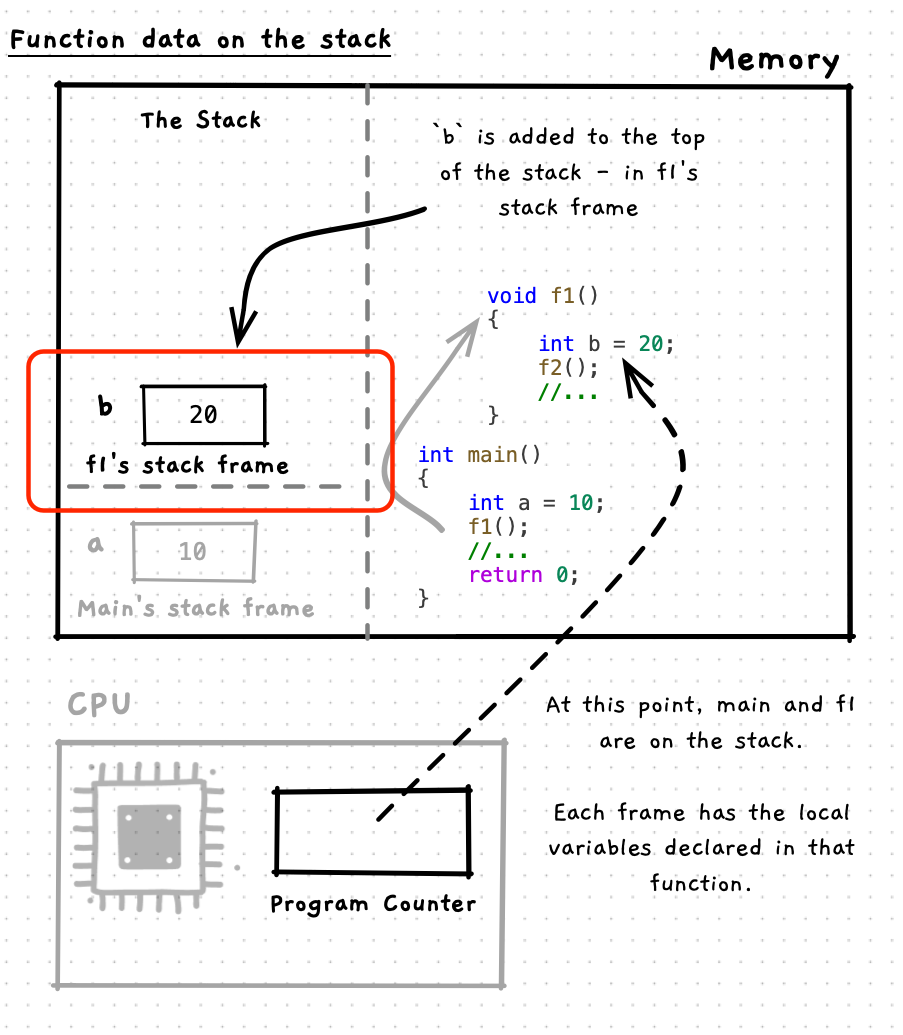 Function data on the stack
Memory
The Stack
`b` is added to the top
of the stack - in f1's
stack frame
void f1()
{
int b = 20;
f2();
//...
}
b
20
f1's stack frame
int main()
{
int a = 10;
f1();
//...
return 0;
}
a
10
Main's stack frame
CPU
Program Counter
At this point, main and f1
are on the stack.
Each frame has the local
variables declared in that
function.